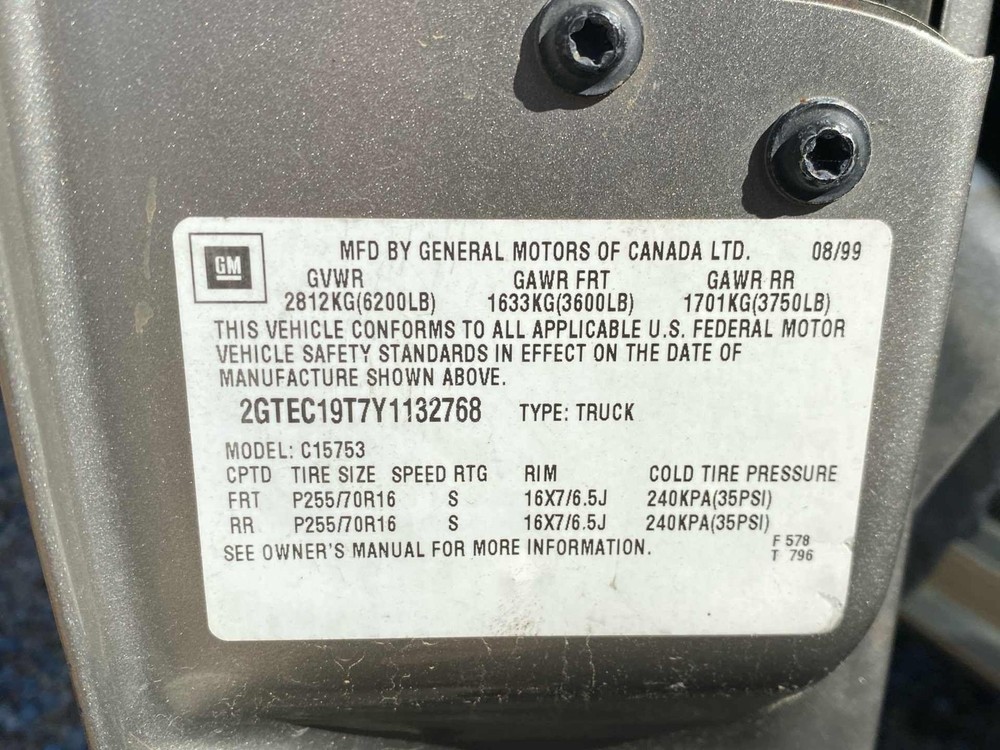 GM
MFD BY GENERAL MOTORS OF CANADA LTD. 08/99
GVWR GAWR FRT GAWR RR
2812KG(6200LB) 1633KG(3600LB) 1701KG(3750LB)
THIS VEHICLE CONFORMS TO ALL APPLICABLE U.S. FEDERAL MOTOR
VEHICLE SAFETY STANDARDS IN EFFECT ON THE DATE OF
MANUFACTURE SHOWN ABOVE.
2GTEC19T7Y1132768 TYPE: TRUCK
MODEL: C15753
CPTD TIRE SIZE SPEED RTG RIM COLD TIRE PRESSURE
FRT P255/70R16 S 16X7/6.5J 240KPA(35PSI)
RR P255/70R16 S 16X7/6.5J 240KPA(35PSI)
SEE OWNER'S MANUAL FOR MORE INFORMATION. F 578
T 796